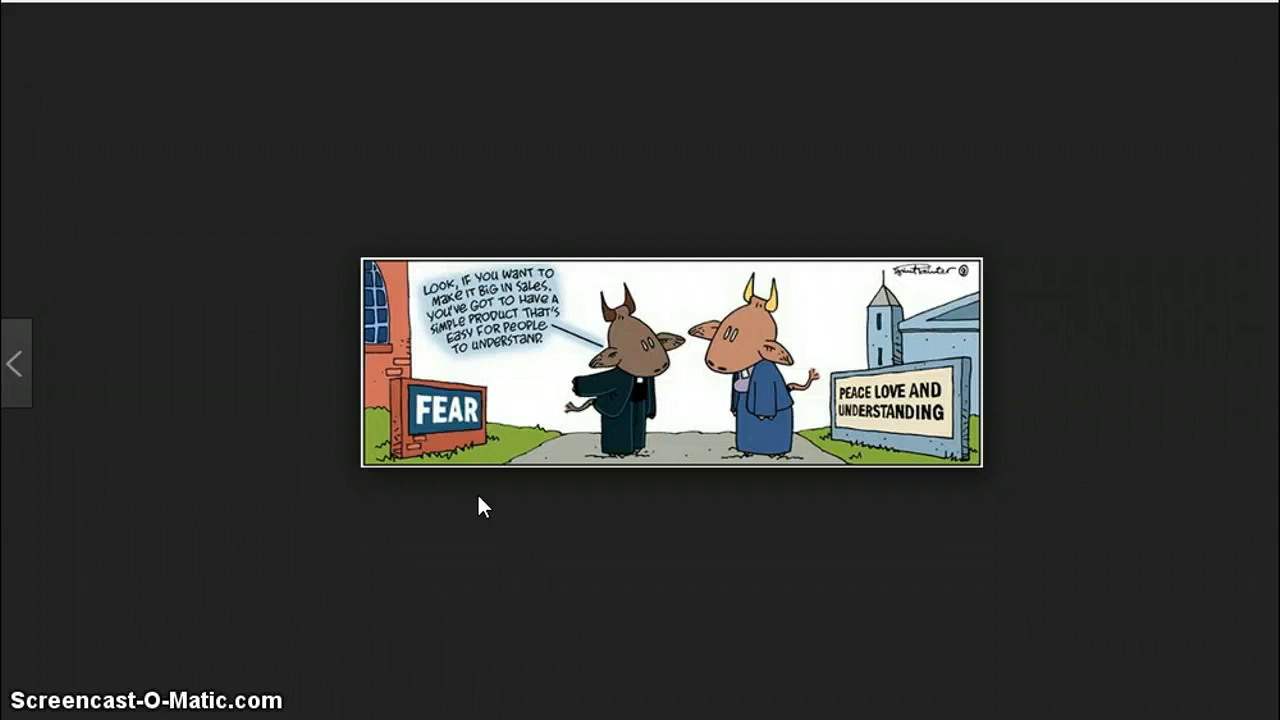 LOOK, IF YOU WANT TO
MAKE IT BIG IN SALES,
YOU'VE GOT TO HAVE A
SIMPLE PRODUCT THAT'S
EASY FOR PEOPLE
TO UNDERSTAND.
FEAR
PEACE LOVE AND
UNDERSTANDING
Screencast-O-Matic.com